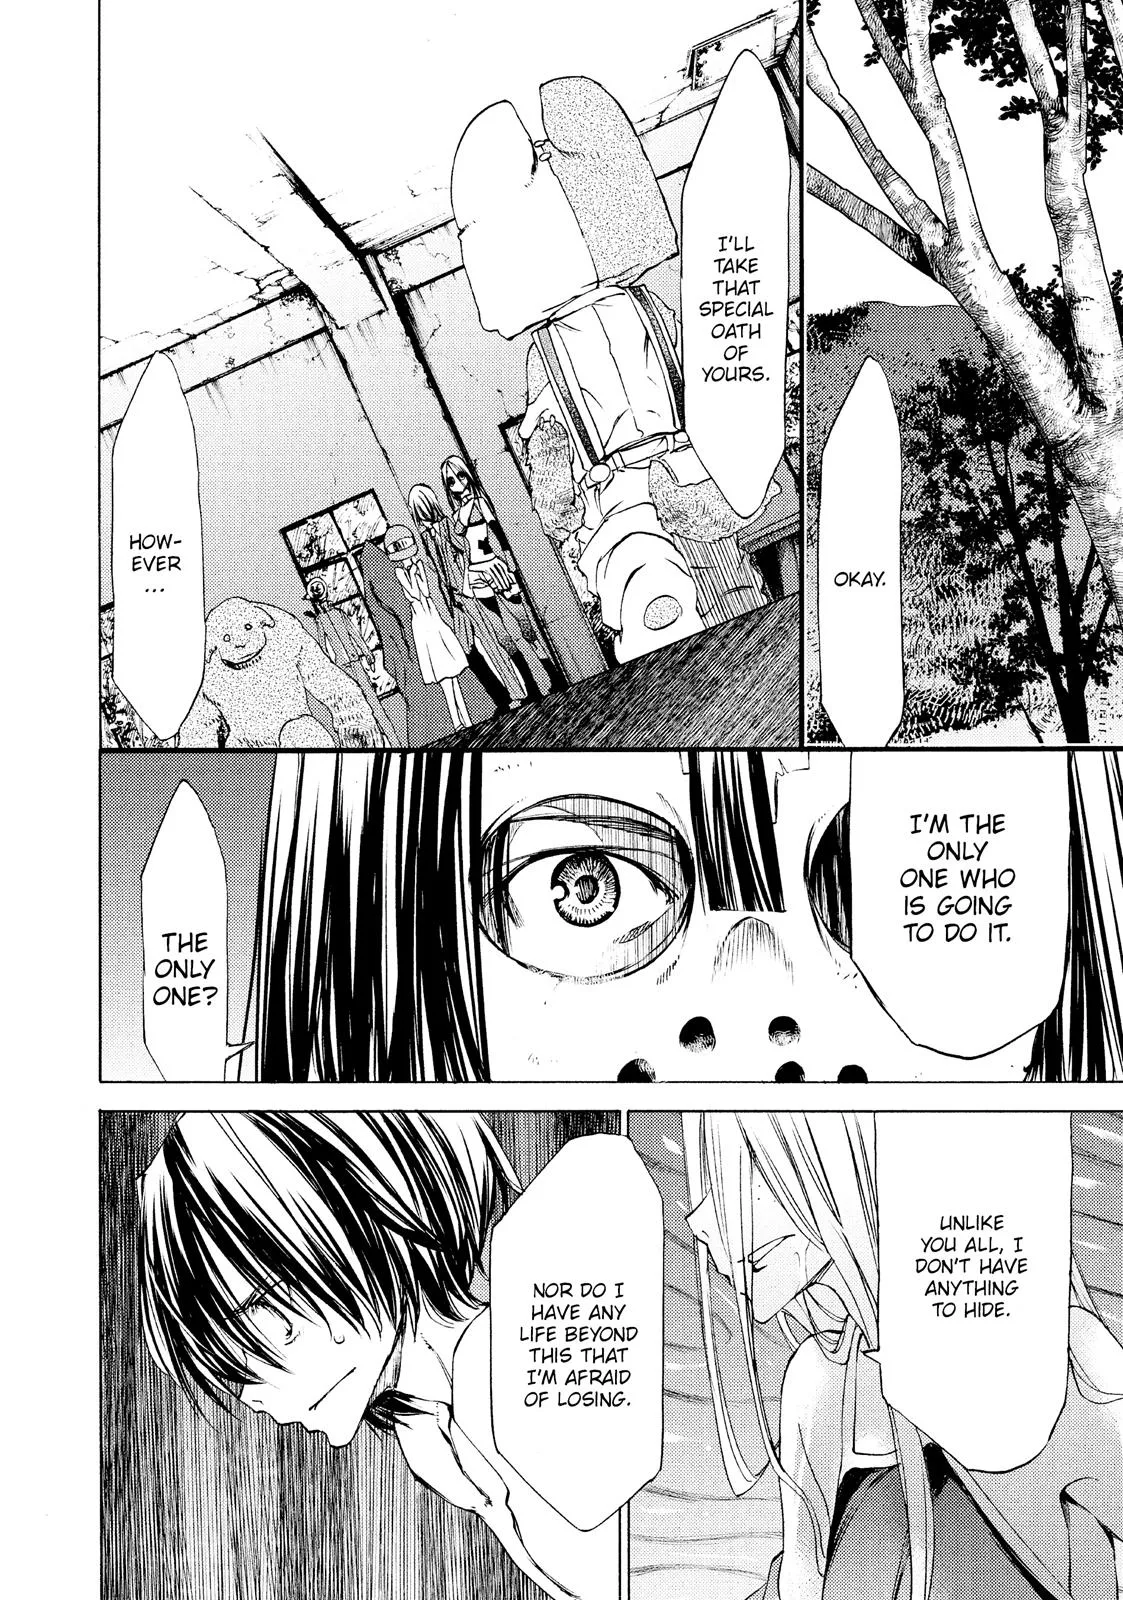 OKAY.
I'LL
TAKE
THAT
SPECIAL
OATH
OF
YOURS.
HOW-
EVER
...
I'M THE
ONLY
ONE WHO
IS GOING
TO DO IT.
THE
ONLY
ONE?
UNLIKE
YOU ALL, I
DON'T HAVE
ANYTHING
TO HIDE.
NOR DO I
HAVE ANY
LIFE BEYOND
THIS THAT
I'M AFRAID
OF LOSING.